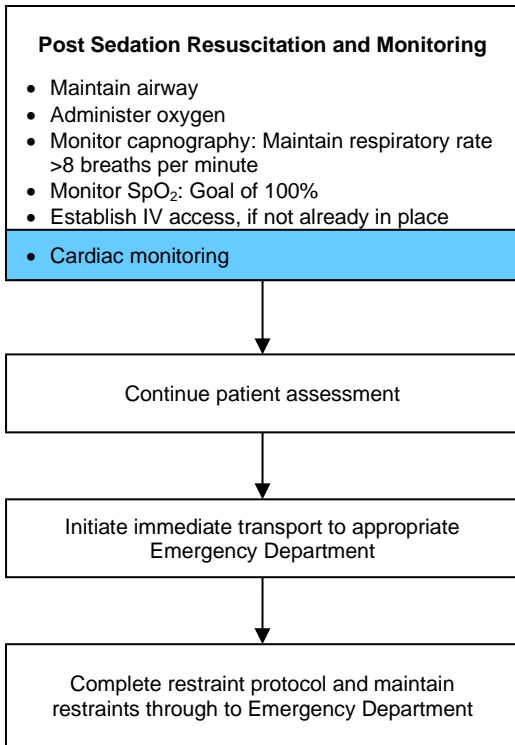 Post Sedation Resuscitation and Monitoring
• Maintain airway
• Administer oxygen
• Monitor capnography: Maintain respiratory rate
>8 breaths per minute
• Monitor SpO₂: Goal of 100%
• Establish IV access, if not already in place
• Cardiac monitoring
Continue patient assessment
Initiate immediate transport to appropriate
Emergency Department
Complete restraint protocol and maintain
restraints through to Emergency Department